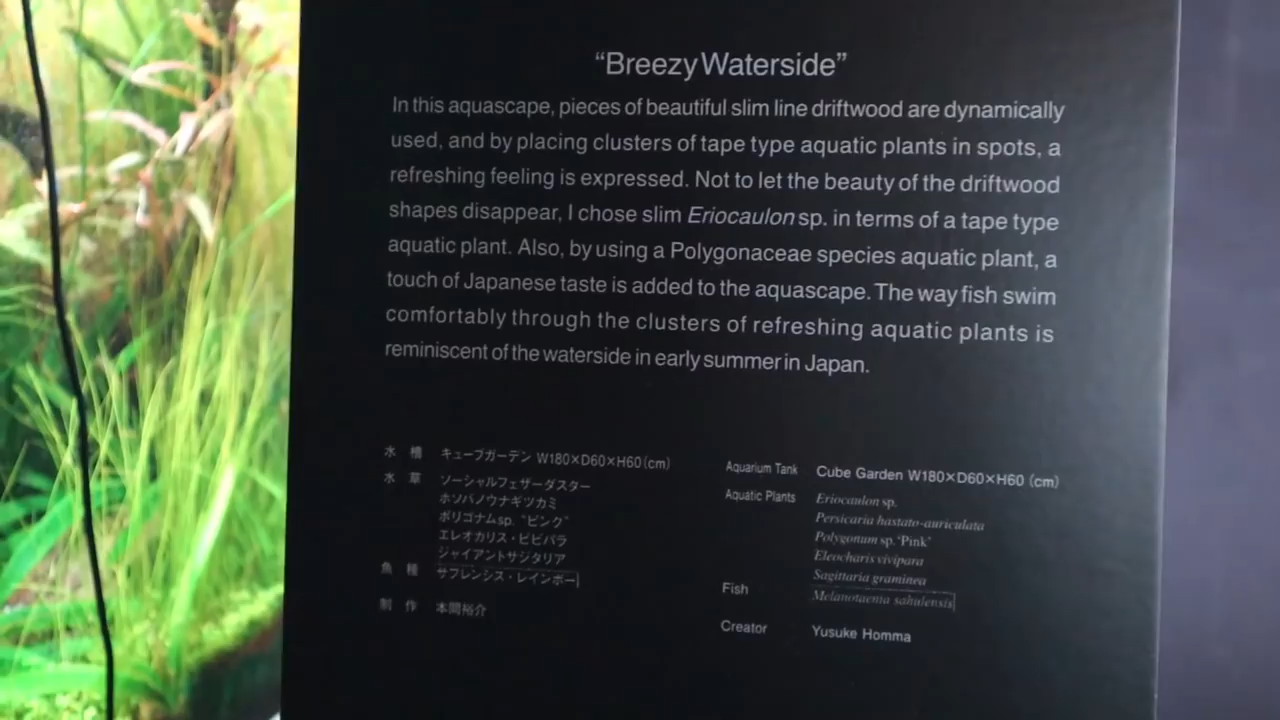 “Breezy Waterside”
In this aquascape, pieces of beautiful slim line driftwood are dynamically
used, and by placing clusters of tape type aquatic plants in spots, a
refreshing feeling is expressed. Not to let the beauty of the driftwood
shapes disappear, I chose slim Eriocaulon sp. in terms of a tape type
aquatic plant. Also, by using a Polygonaceae species aquatic plant, a
touch of Japanese taste is added to the aquascape. The way fish swim
comfortably through the clusters of refreshing aquatic plants is
reminiscent of the waterside in early summer in Japan.
水槽 キューブガーデン W180×D60×H60(cm)
水草 ソーシャルフェザーダスター
ホソバノウナギツカミ
ポリゴナムsp. “ピンク”
エレオカリス・ビビパラ
ジャイアントサジタリア
魚種 サフレンシス・レインボー
制作 本間裕介
Aquarium Tank Cube Garden W180×D60×H60 (cm)
Aquatic Plants Eriocaulon sp.
Persicaria hastato-auriculata
Polygonum sp. “Pink”
Eleocharis vivipara
Sagittaria graminea
Fish Melanotaenia sahulensis
Creator Yusuke Homma